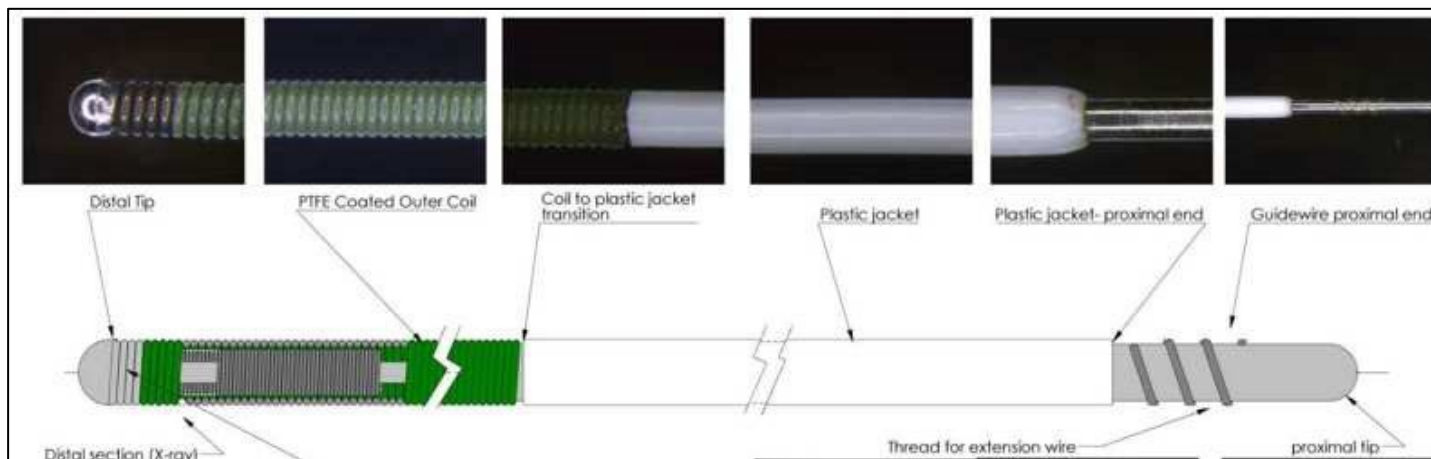 Distal Tip
PTFE Coated Outer Coil
Coil to plastic jacket
transition
Plastic jacket
Plastic jacket- proximal end
Guidewire proximal end
Thread for extension wire
proximal tip
Distal section (X-ray)